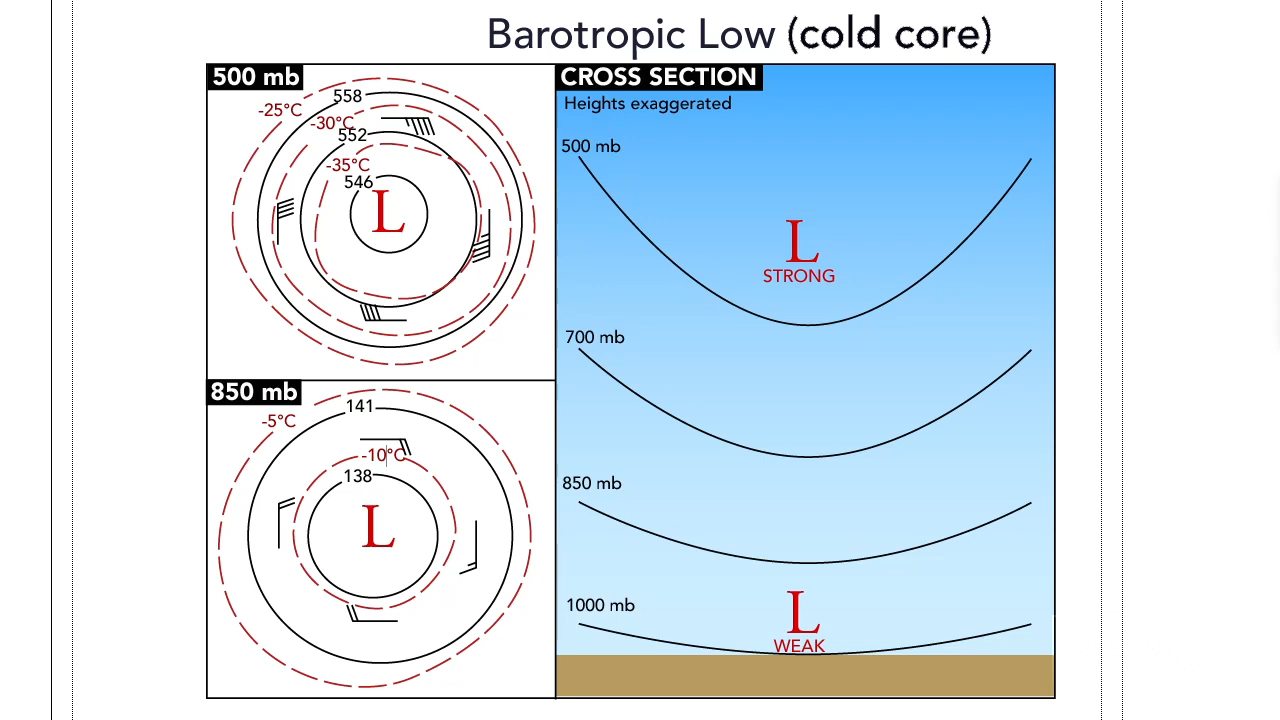 Barotropic Low (cold core)
500 mb
558
-25°C
-30°C
552
-35°C
546
L
850 mb
141
-5°C
-10°C
138
L
CROSS SECTION
Heights exaggerated
500 mb
L
STRONG
700 mb
850 mb
1000 mb
L
WEAK